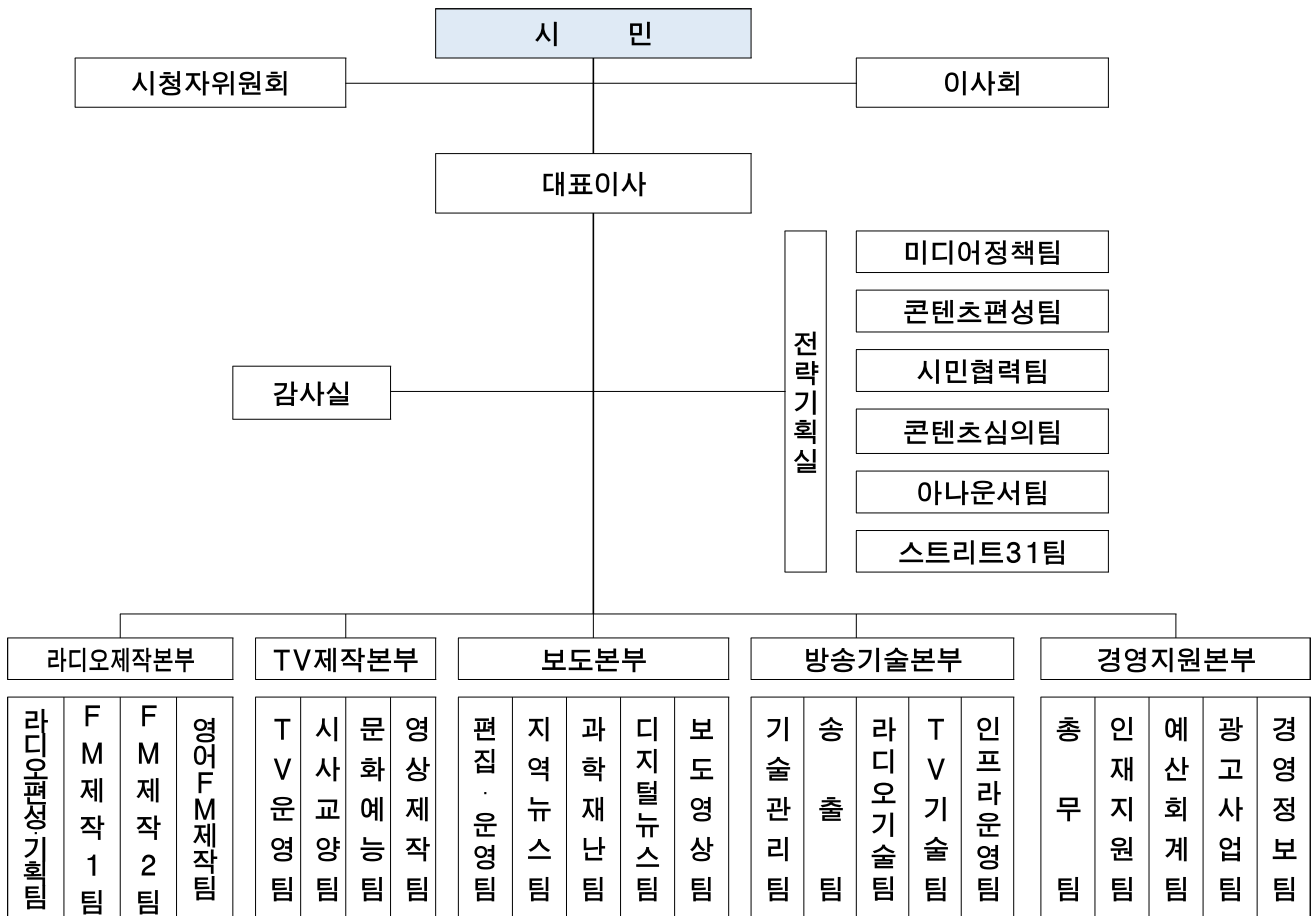 시 민
시청자위원회
이사회
대표이사
미디어정책팀
콘텐츠편성팀
전략기획실
시민협력팀
감사실
콘텐츠심의팀
아나운서팀
스트리트31팀
라디오제작본부
TV제작본부
보도본부
방송기술본부
경영지원본부
라디오편성·기획팀
FM제작1팀
FM제작2팀
영어FM제작팀
TV운영팀
시사교양팀
문화예능팀
영상제작팀
편집·운영팀
지역뉴스팀
과학재난팀
디지털뉴스팀
보도영상팀
기술관리팀
송출팀
라디오기술팀
TV기술팀
인프라운영팀
총무팀
인재지원팀
예산회계팀
광고사업팀
경영정보팀